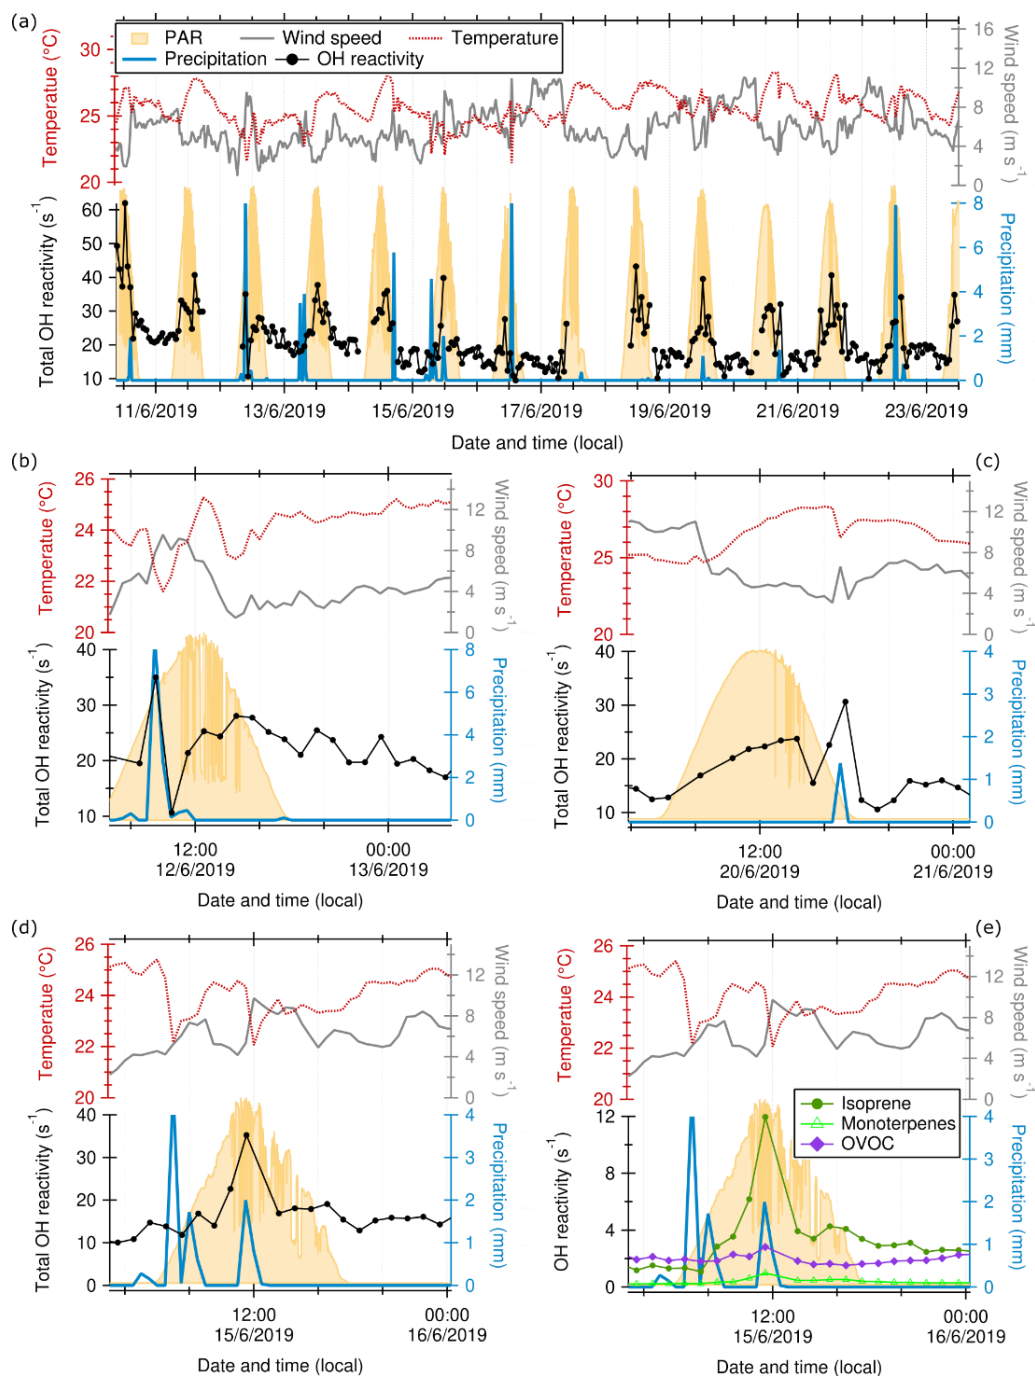 (a)
PAR Wind speed Temperature
Precipitation OH reactivity
Temperatue (°C)
30
25
20
Wind speed (m s⁻¹)
16
12
8
4
0
Total OH reactivity (s⁻¹)
60
50
40
30
20
10
Precipitation (mm)
8
6
4
2
0
11/6/2019 13/6/2019 15/6/2019 17/6/2019 19/6/2019 21/6/2019 23/6/2019
Date and time (local)
(b)
Temperatue (°C)
26
24
22
20
Wind speed (m s⁻¹)
12
8
4
0
Total OH reactivity (s⁻¹)
40
30
20
10
Precipitation (mm)
8
6
4
2
0
12:00 00:00
12/6/2019 13/6/2019
Date and time (local)
(c)
Temperatue (°C)
30
25
20
Wind speed (m s⁻¹)
12
8
4
0
Total OH reactivity (s⁻¹)
40
30
20
10
Precipitation (mm)
4
3
2
1
0
12:00 00:00
20/6/2019 21/6/2019
Date and time (local)
(d)
Temperatue (°C)
26
24
22
20
Wind speed (m s⁻¹)
12
8
4
0
Total OH reactivity (s⁻¹)
40
30
20
10
0
Precipitation (mm)
4
3
2
1
0
12:00 00:00
15/6/2019 16/6/2019
Date and time (local)
(e)
Temperatue (°C)
26
24
22
20
Wind speed (m s⁻¹)
12
8
4
0
Isoprene
Monoterpenes
OVOC
OH reactivity (s⁻¹)
12
8
4
0
Precipitation (mm)
4
3
2
1
0
12:00 00:00
15/6/2019 16/6/2019
Date and time (local)